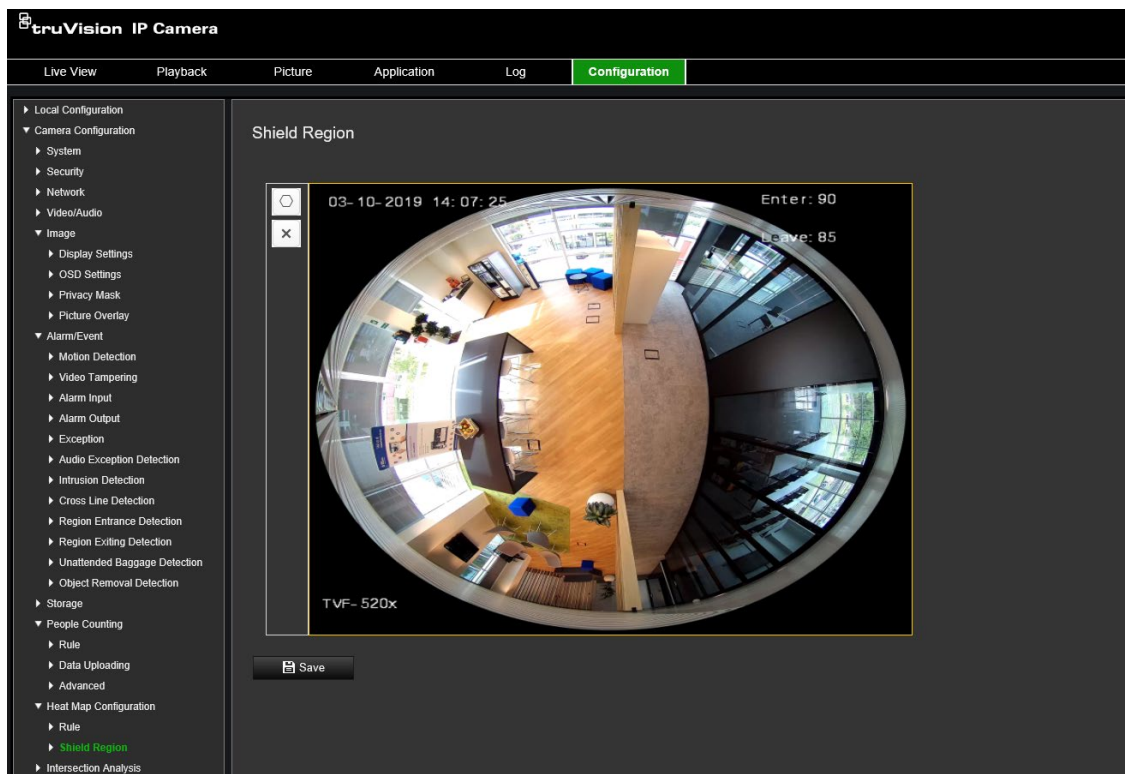 truVision IP Camera
Live View Playback Picture Application Log Configuration
Local Configuration
Camera Configuration
System
Security
Network
Video/Audio
Image
Display Settings
OSD Settings
Privacy Mask
Picture Overlay
Alarm/Event
Motion Detection
Video Tampering
Alarm Input
Alarm Output
Exception
Audio Exception Detection
Intrusion Detection
Cross Line Detection
Region Entrance Detection
Region Exiting Detection
Unattended Baggage Detection
Object Removal Detection
Storage
People Counting
Rule
Data Uploading
Advanced
Heat Map Configuration
Rule
Shield Region
Intersection Analysis
Shield Region
03-10-2019 14:07:25
Enter: 90
Leave: 85
TVF-520x
Save